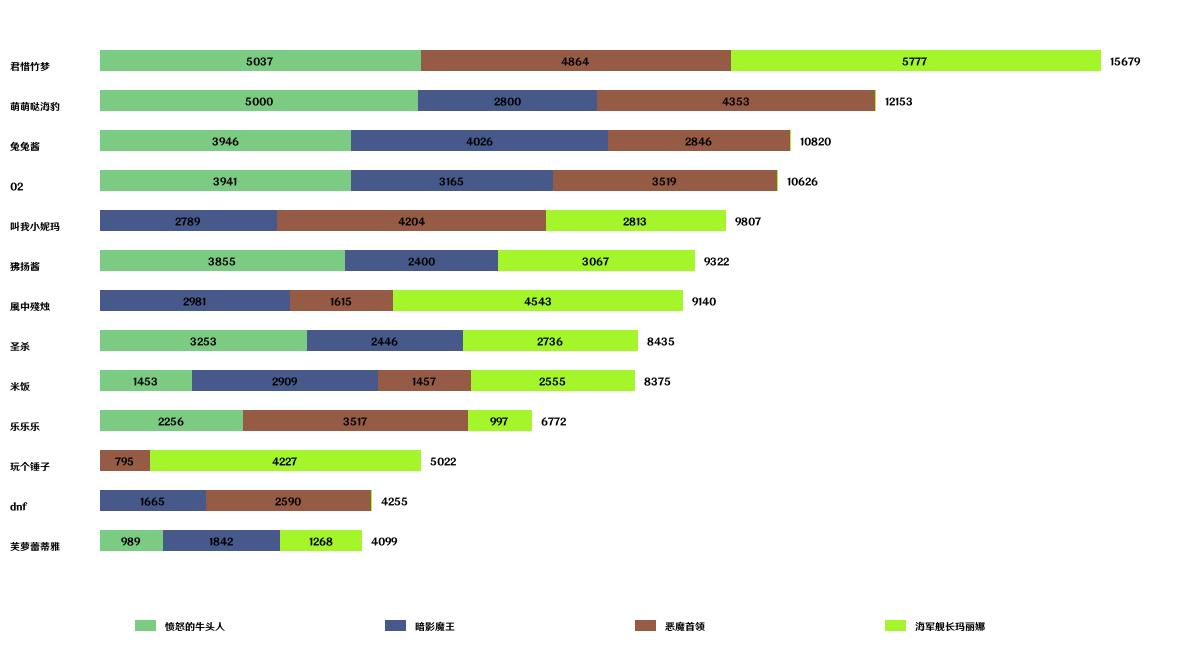 君惜竹梦 5037 4864 5777 15679
萌萌哒海豹 5000 2800 4353 12153
兔兔酱 3946 4026 2846 10820
02 3941 3165 3519 10626
叫我小妮玛 2789 4204 2813 9807
狒扬酱 3855 2400 3067 9322
風中殘烛 2981 1615 4543 9140
圣杀 3253 2446 2736 8435
米饭 1453 2909 1457 2555 8375
乐乐乐 2256 3517 997 6772
玩个锤子 795 4227 5022
dnf 1665 2590 4255
芙萝蕾蒂雅 989 1842 1268 4099
愤怒的牛头人 暗影魔王 恶魔首领 海军舰长玛丽娜